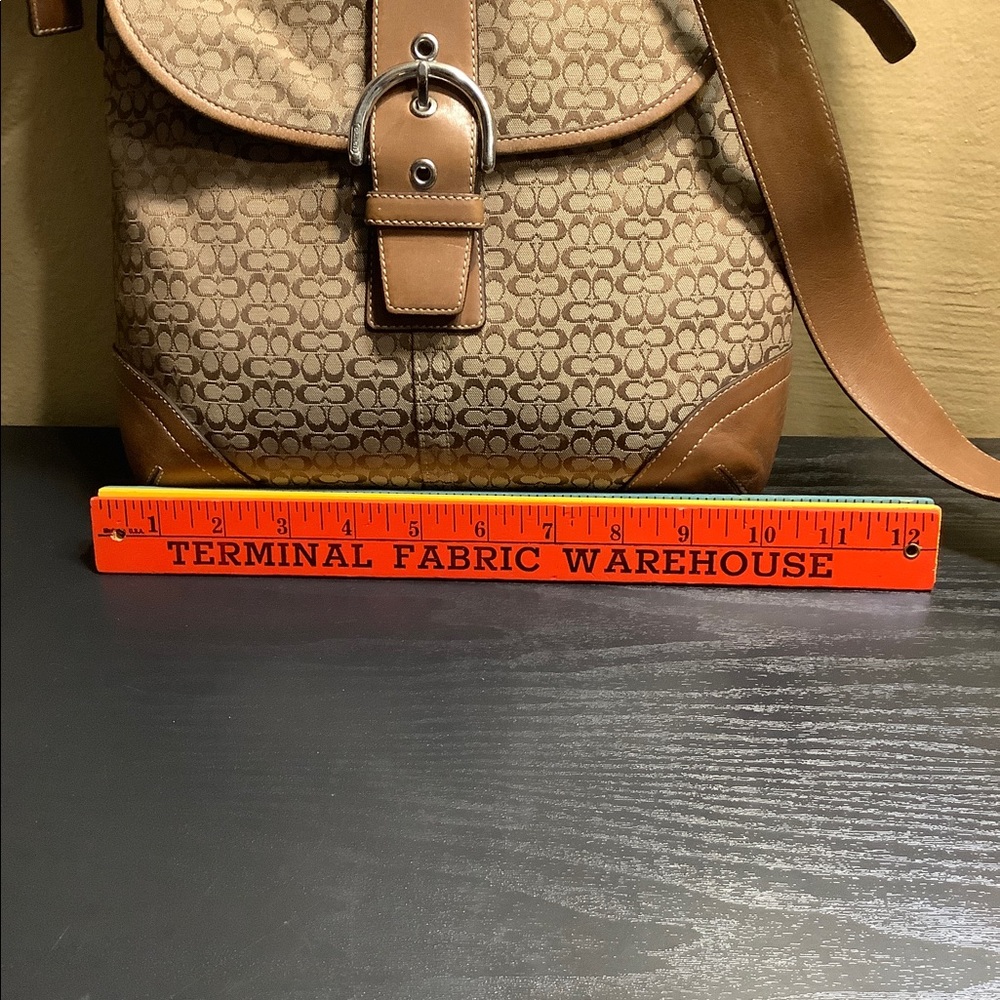 1 2 3 4 5 6 7 8 9 10 11 12
TERMINAL FABRIC WAREHOUSE